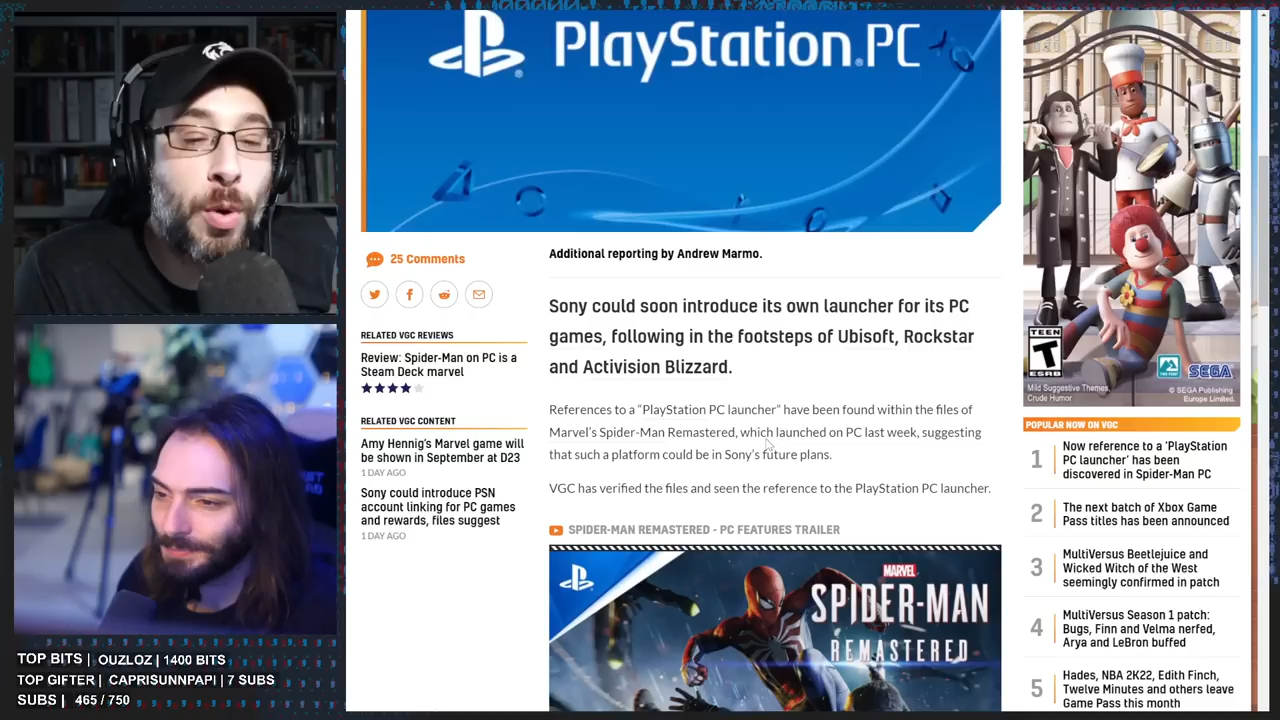 PlayStation.PC
25 Comments
Additional reporting by Andrew Marmo.
Sony could soon introduce its own launcher for its PC
games, following in the footsteps of Ubisoft, Rockstar
and Activision Blizzard.
References to a “PlayStation PC launcher” have been found within the files of
Marvel’s Spider-Man Remastered, which launched on PC last week, suggesting
that such a platform could be in Sony’s future plans.
VGC has verified the files and seen the reference to the PlayStation PC launcher.
SPIDER-MAN REMASTERED - PC FEATURES TRAILER
MARVEL
SPIDER-MAN
REMASTERED
RELATED VGC REVIEWS
Review: Spider-Man on PC is a
Steam Deck marvel
RELATED VGC CONTENT
Amy Hennig’s Marvel game will
be shown in September at D23
1 DAY AGO
Sony could introduce PSN
account linking for PC games
and rewards, files suggest
1 DAY AGO
TEEN
T
ESRB
Mild Suggestive Themes,
Crude Humor
SEGA
© SEGA Publishing
Europe Limited.
POPULAR NOW ON VGC
1
Now reference to a ‘PlayStation
PC launcher’ has been
discovered in Spider-Man PC
2
The next batch of Xbox Game
Pass titles has been announced
3
MultiVersus Beetlejuice and
Wicked Witch of the West
seemingly confirmed in patch
4
MultiVersus Season 1 patch:
Bugs, Finn and Velma nerfed,
Arya and LeBron buffed
5
Hades, NBA 2K22, Edith Finch,
Twelve Minutes and others leave
Game Pass this month
TOP BITS | OUZLOZ | 1400 BITS
TOP GIFTER | CAPRISUNNPAPI | 7 SUBS
SUBS | 465 / 750